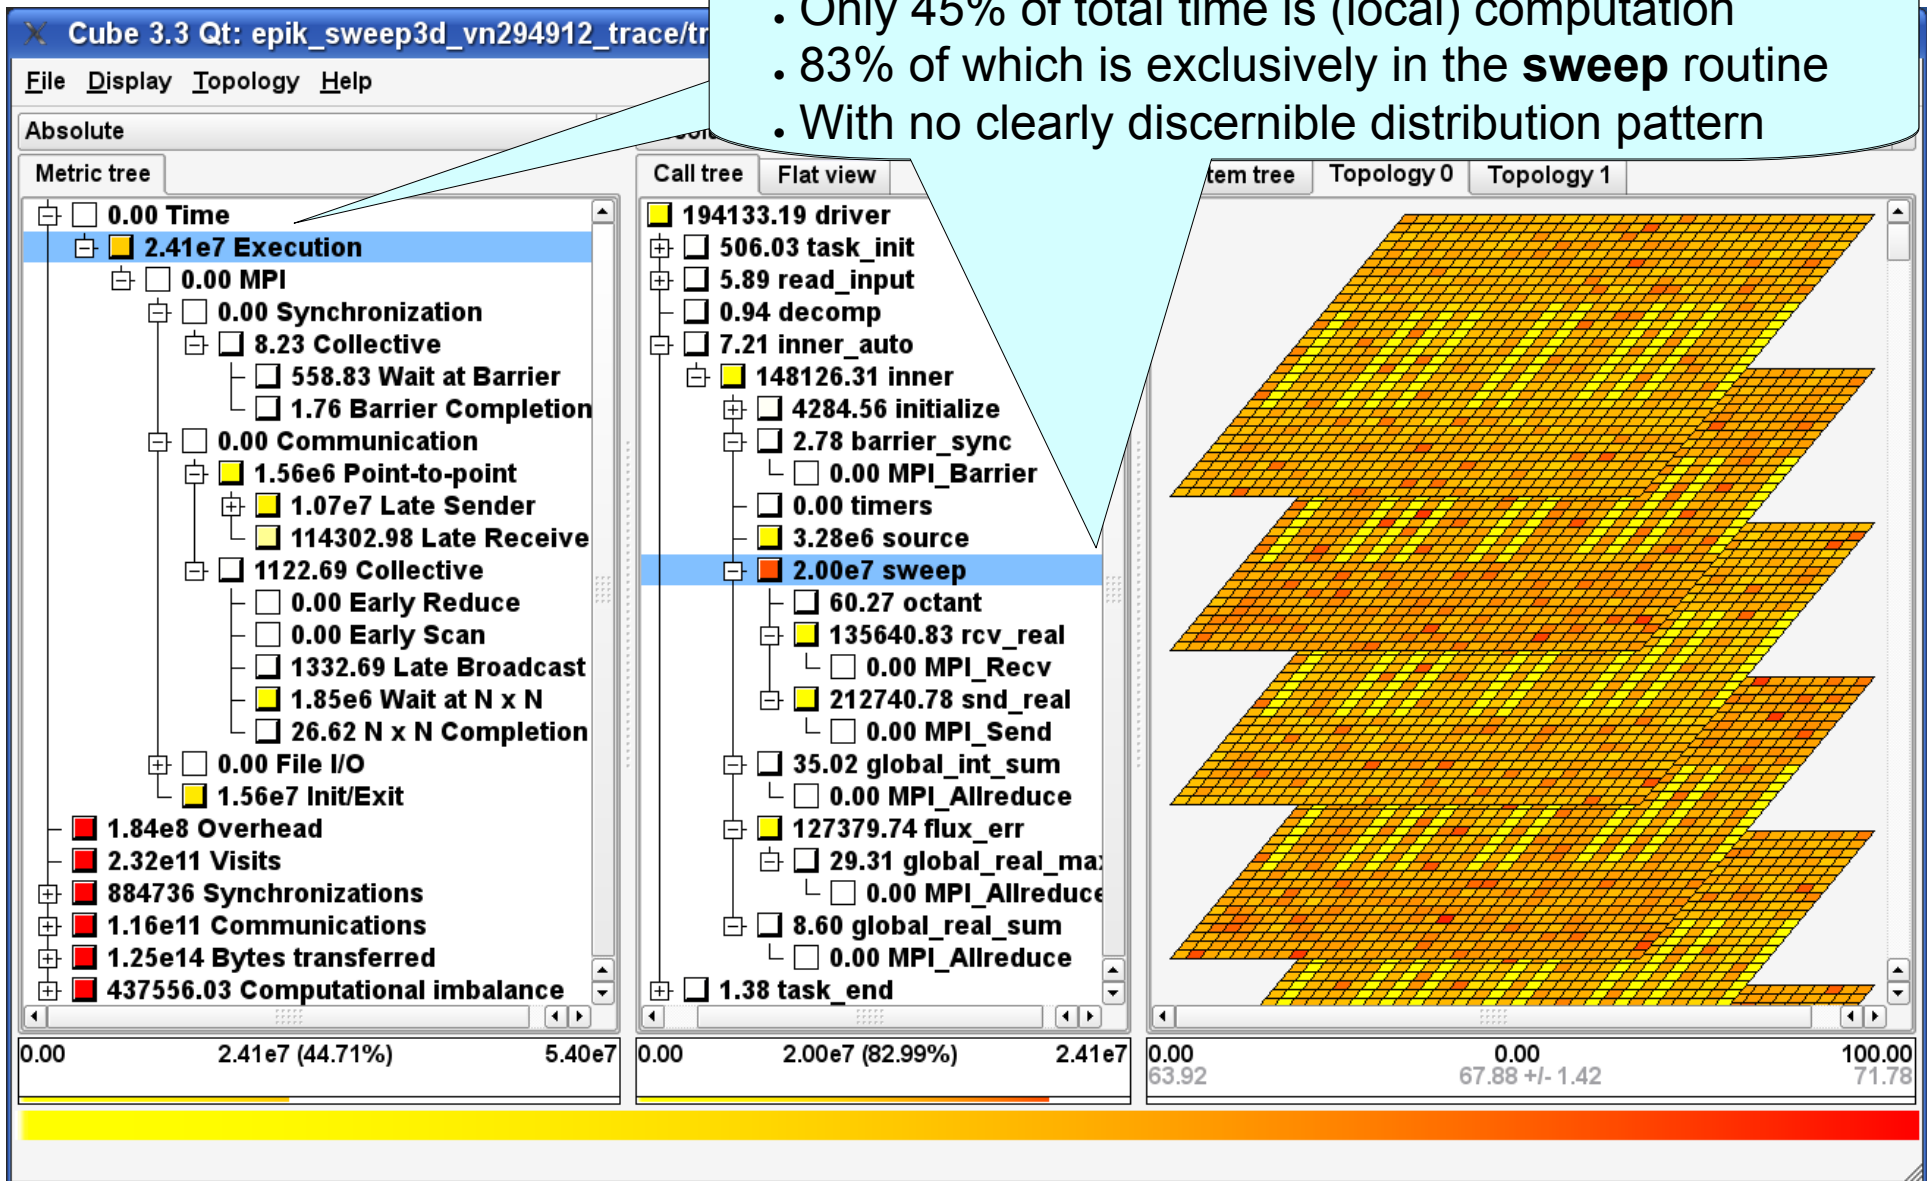 . Only 45% of total time is (local) computation
Cube 3.3 Qt: epik_sweep3d_vn294912_trace/tr
. 83% of which is exclusively in the sweep routine
File Display Topology Help
. With no clearly discernible distribution pattern
Absolute
Metric tree
Call tree Flat view
tem tree Topology 0 Topology 1
0.00 Time
2.41e7 Execution
0.00 MPI
0.00 Synchronization
8.23 Collective
558.83 Wait at Barrier
1.76 Barrier Completion
0.00 Communication
1.56e6 Point-to-point
1.07e7 Late Sender
114302.98 Late Receive
1122.69 Collective
0.00 Early Reduce
0.00 Early Scan
1332.69 Late Broadcast
1.85e6 Wait at N x N
26.62 N x N Completion
0.00 File I/O
1.56e7 Init/Exit
1.84e8 Overhead
2.32e11 Visits
884736 Synchronizations
1.16e11 Communications
1.25e14 Bytes transferred
437556.03 Computational imbalance
194133.19 driver
506.03 task_init
5.89 read_input
0.94 decomp
7.21 inner_auto
148126.31 inner
4284.56 initialize
2.78 barrier_sync
0.00 MPI_Barrier
0.00 timers
3.28e6 source
2.00e7 sweep
60.27 octant
135640.83 rcv_real
0.00 MPI_Recv
212740.78 snd_real
0.00 MPI_Send
35.02 global_int_sum
0.00 MPI_Allreduce
127379.74 flux_err
29.31 global_real_max
0.00 MPI_Allreduce
8.60 global_real_sum
0.00 MPI_Allreduce
1.38 task_end
0.00 2.41e7 (44.71%) 5.40e7
0.00 2.00e7 (82.99%) 2.41e7
0.00 0.00 100.00
63.92 67.88 +/- 1.42 71.78